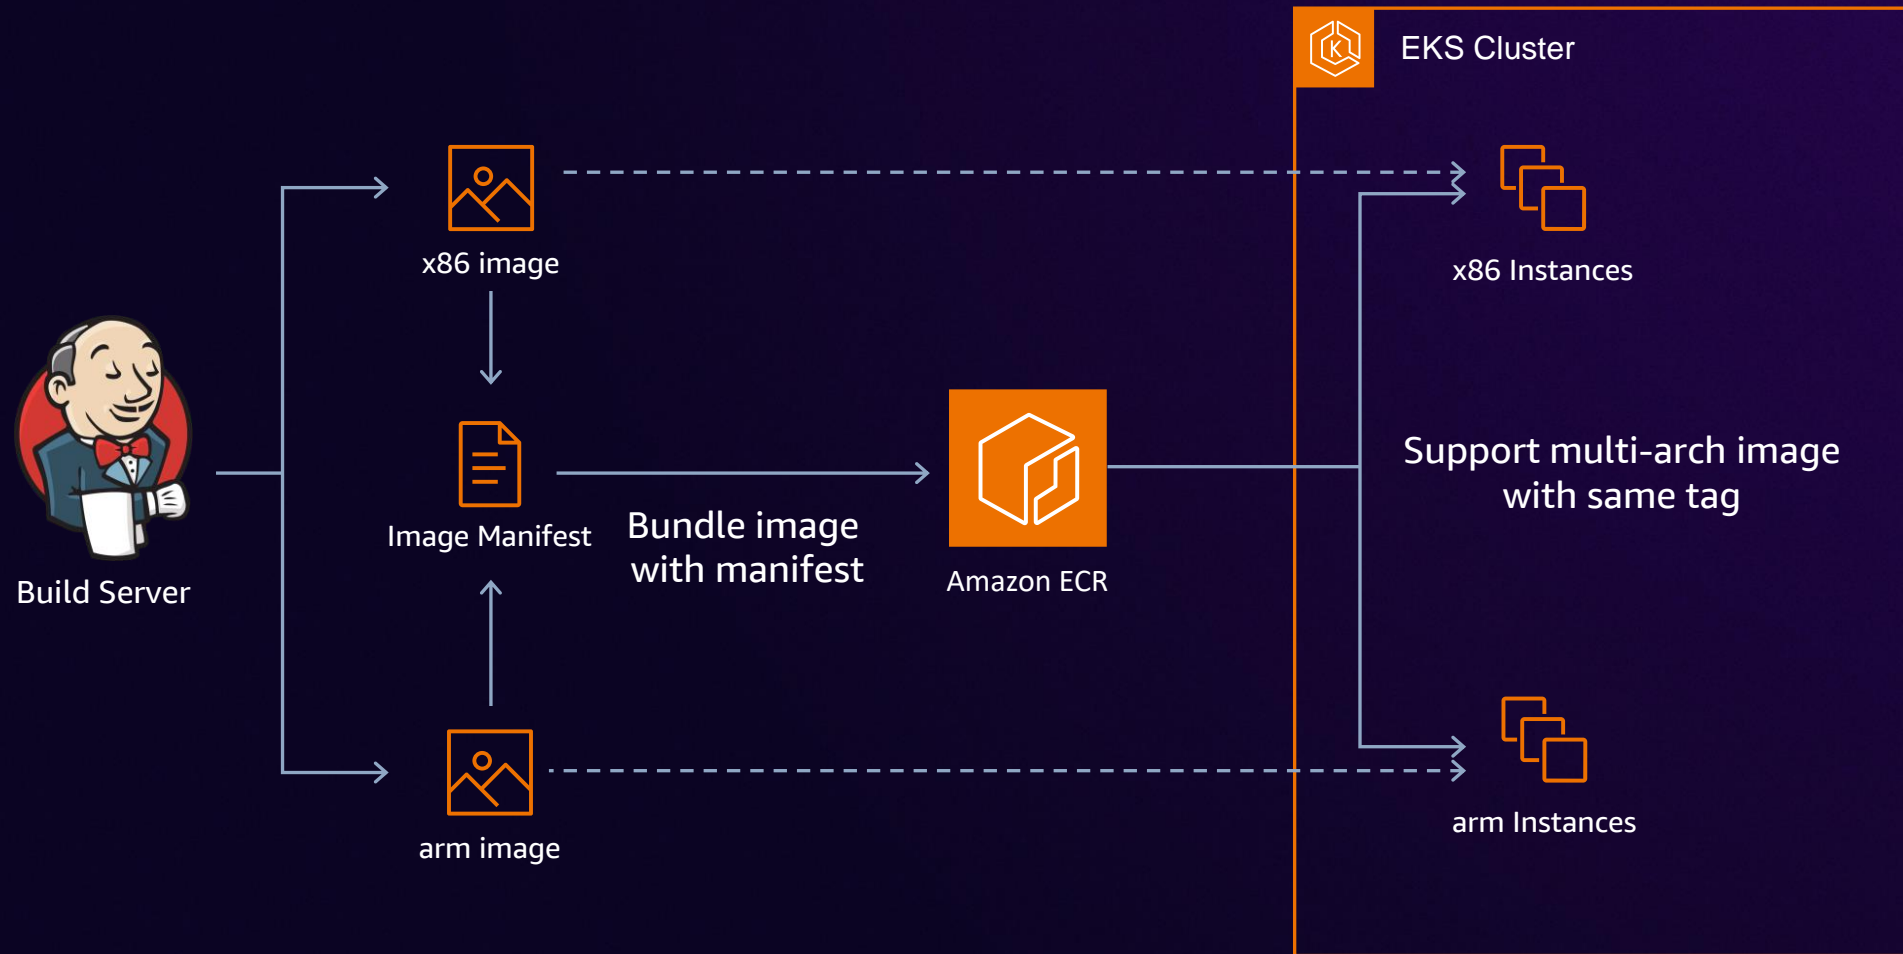 EKS Cluster
x86 image
x86 Instances
Build Server
Image Manifest
Bundle image
with manifest
Amazon ECR
Support multi-arch image
with same tag
arm image
arm Instances
K